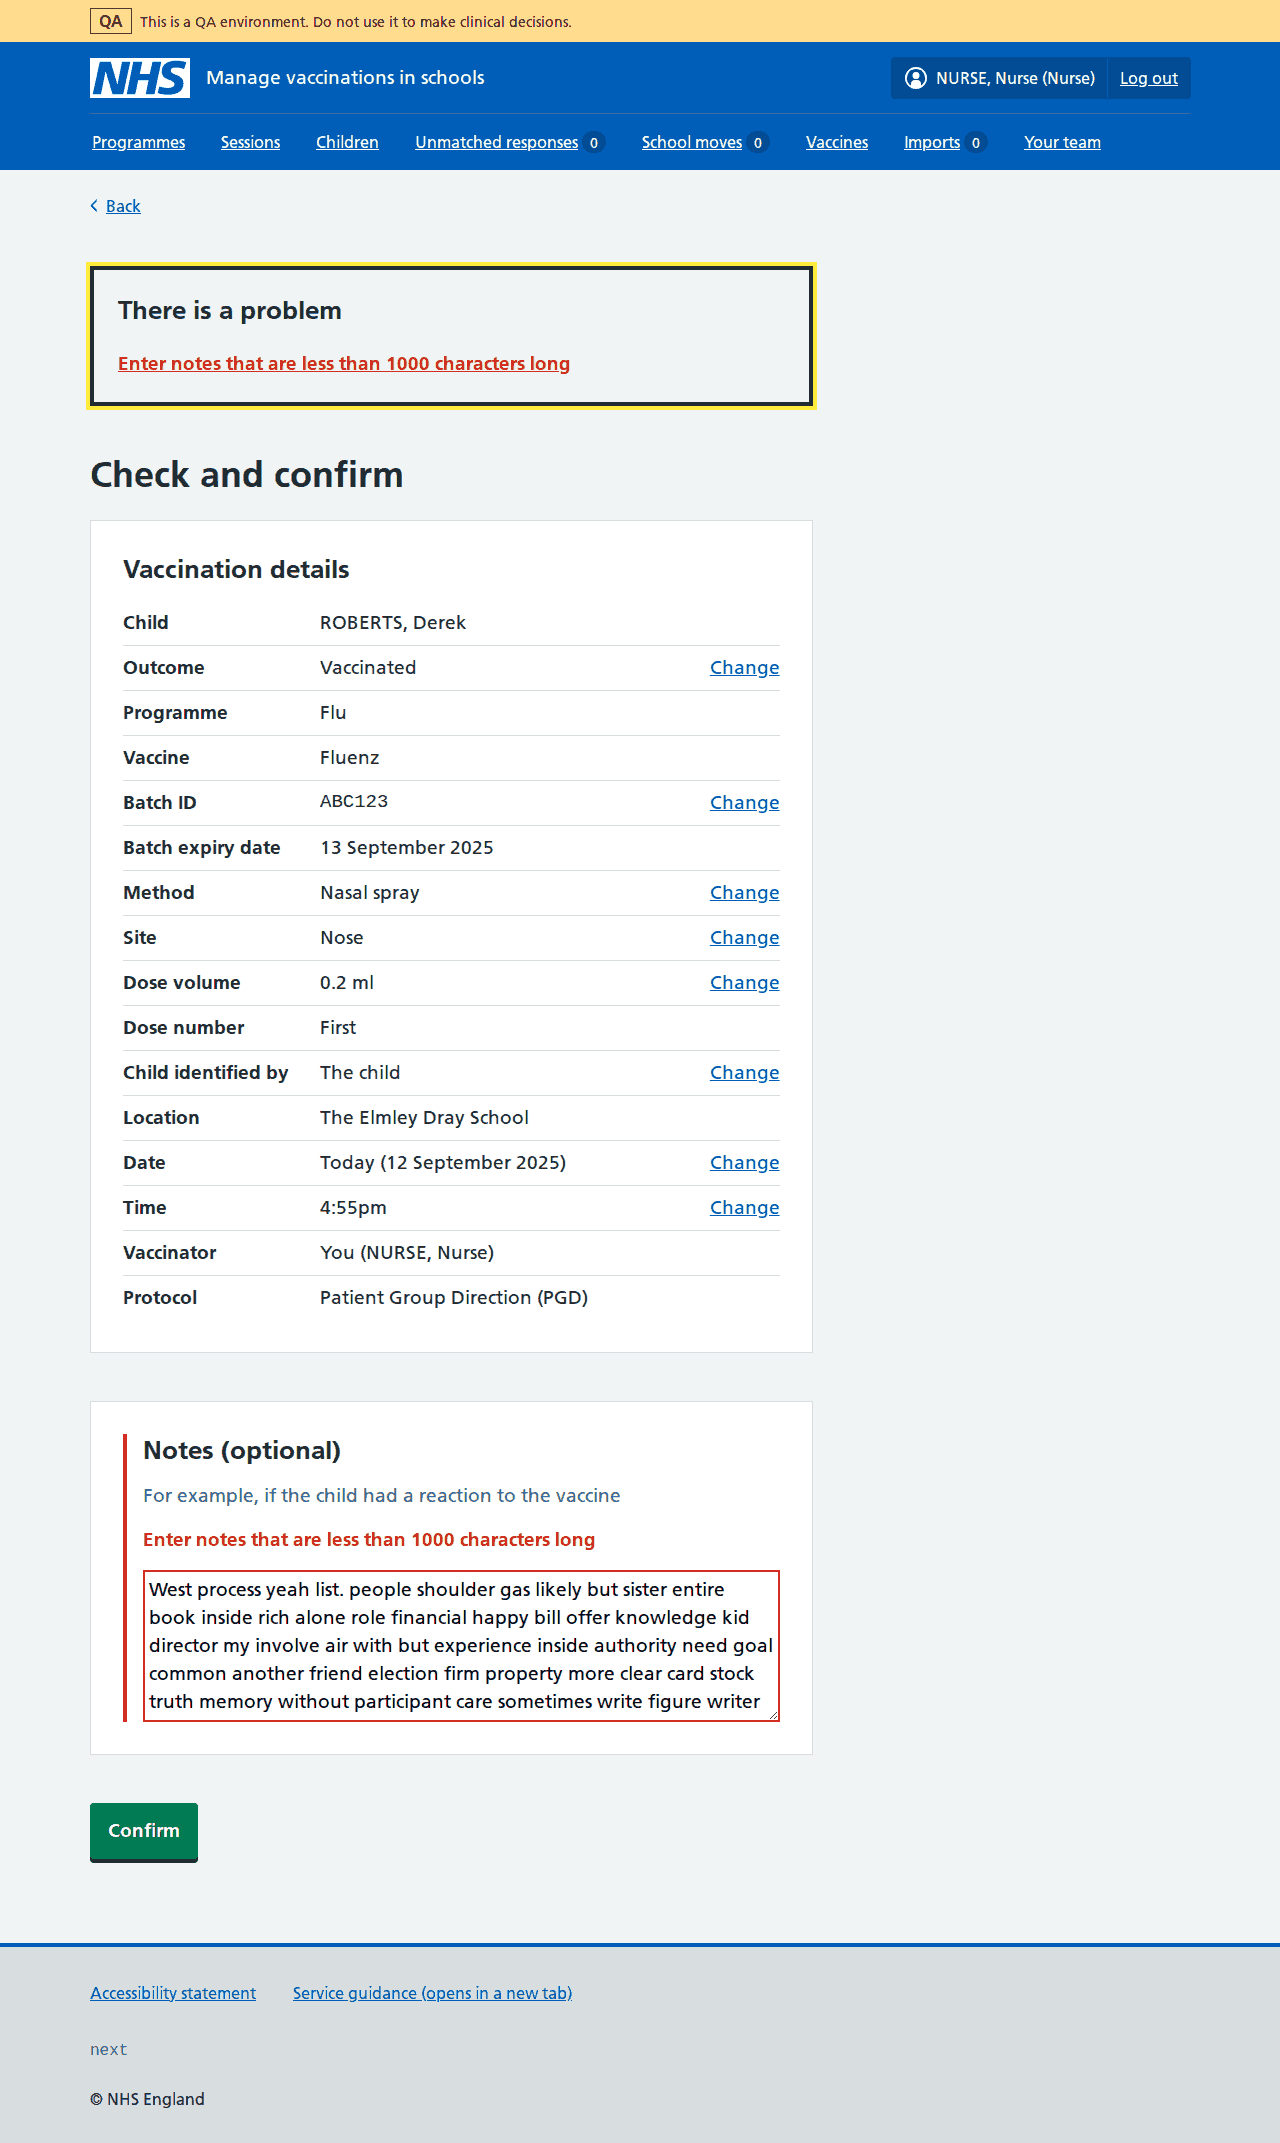 QA This is a QA environment. Do not use it to make clinical decisions.
NHS Manage vaccinations in schools NURSE, Nurse (Nurse) Log out
Programmes Sessions Children Unmatched responses 0 School moves 0 Vaccines Imports 0 Your team
Back
There is a problem
Enter notes that are less than 1000 characters long
Check and confirm
Vaccination details
Child ROBERTS, Derek
Outcome Vaccinated Change
Programme Flu
Vaccine Fluenz
Batch ID ABC123 Change
Batch expiry date 13 September 2025
Method Nasal spray Change
Site Nose Change
Dose volume 0.2 ml Change
Dose number First
Child identified by The child Change
Location The Elmley Dray School
Date Today (12 September 2025) Change
Time 4:55pm Change
Vaccinator You (NURSE, Nurse)
Protocol Patient Group Direction (PGD)
Notes (optional)
For example, if the child had a reaction to the vaccine
Enter notes that are less than 1000 characters long
West process yeah list. people shoulder gas likely but sister entire
book inside rich alone role financial happy bill offer knowledge kid
director my involve air with but experience inside authority need goal
common another friend election firm property more clear card stock
truth memory without participant care sometimes write figure writer
Confirm
Accessibility statement Service guidance (opens in a new tab)
next
© NHS England